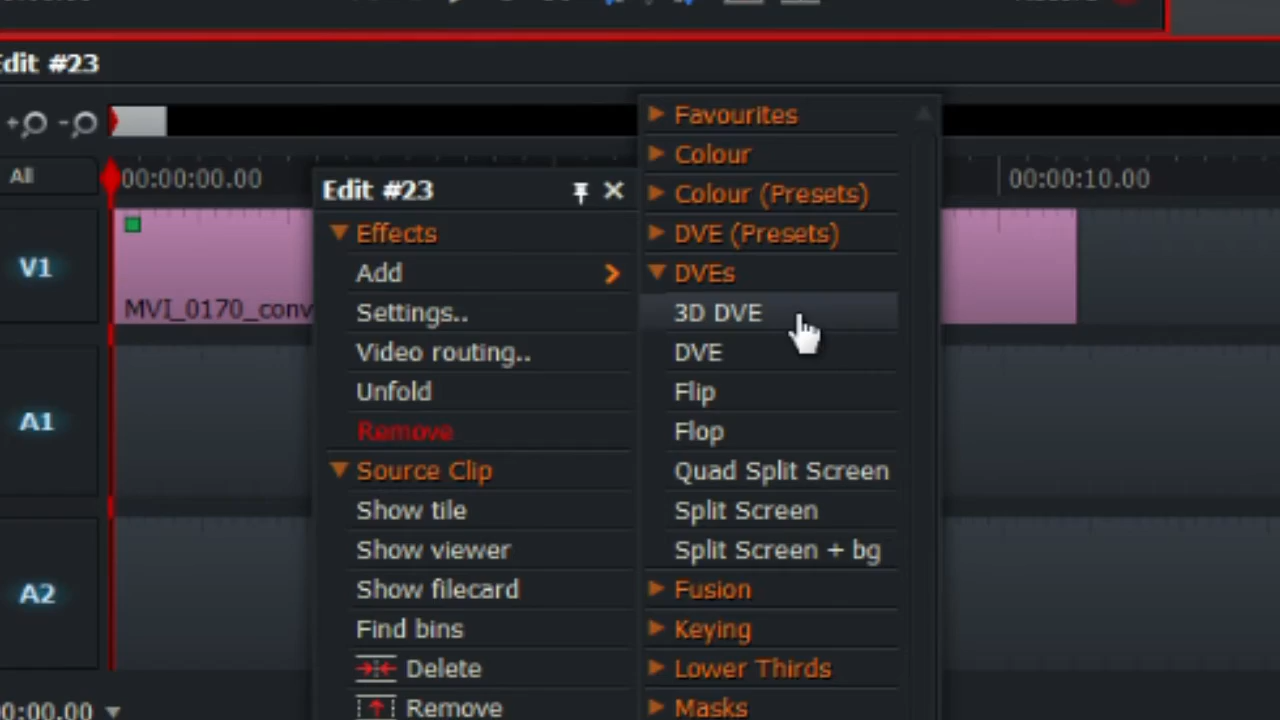 Edit #23
All
00:00:00.00
00:00:10.00
V1
MVI_0170_conv
A1
A2
Edit #23
Effects
Add
Settings..
Video routing..
Unfold
Remove
Source Clip
Show tile
Show viewer
Show filecard
Find bins
Delete
Remove
Favourites
Colour
Colour (Presets)
DVE (Presets)
DVEs
3D DVE
DVE
Flip
Flop
Quad Split Screen
Split Screen
Split Screen + bg
Fusion
Keying
Lower Thirds
Masks